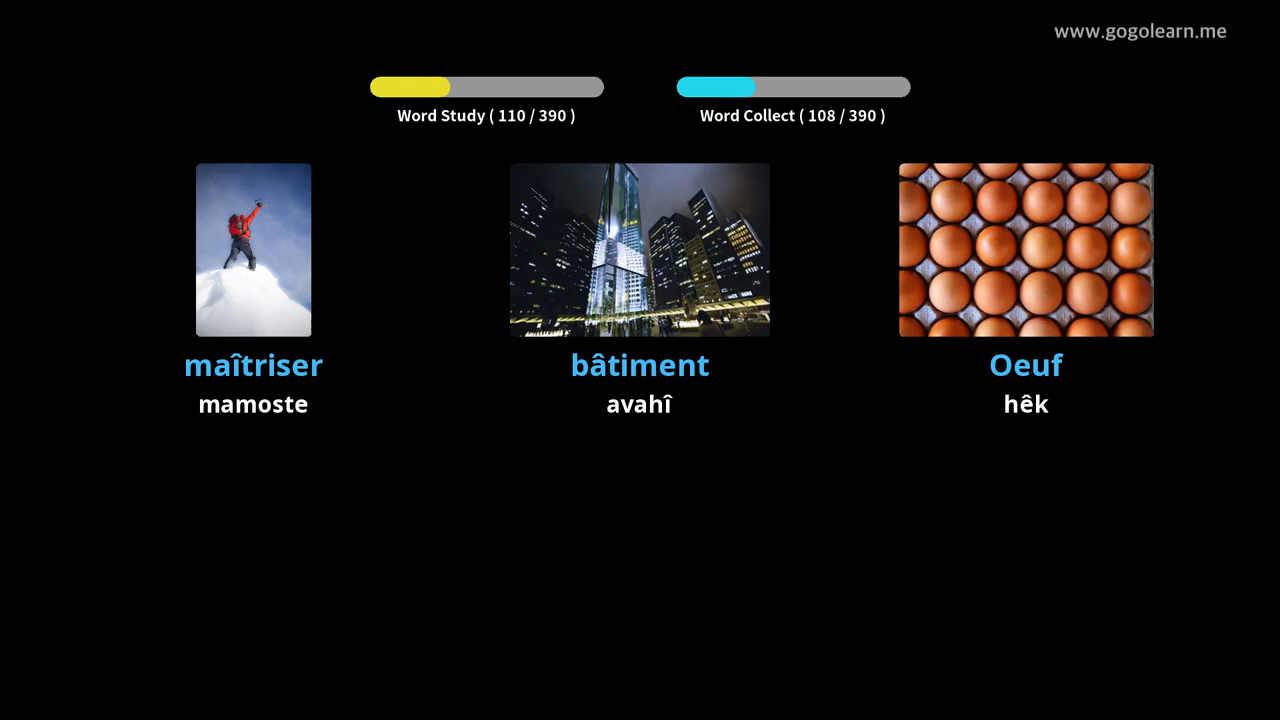 www.gogolearn.me
Word Study ( 110 / 390 )
Word Collect ( 108 / 390 )
maîtriser
mamoste
bâtiment
avahî
Oeuf
hêk